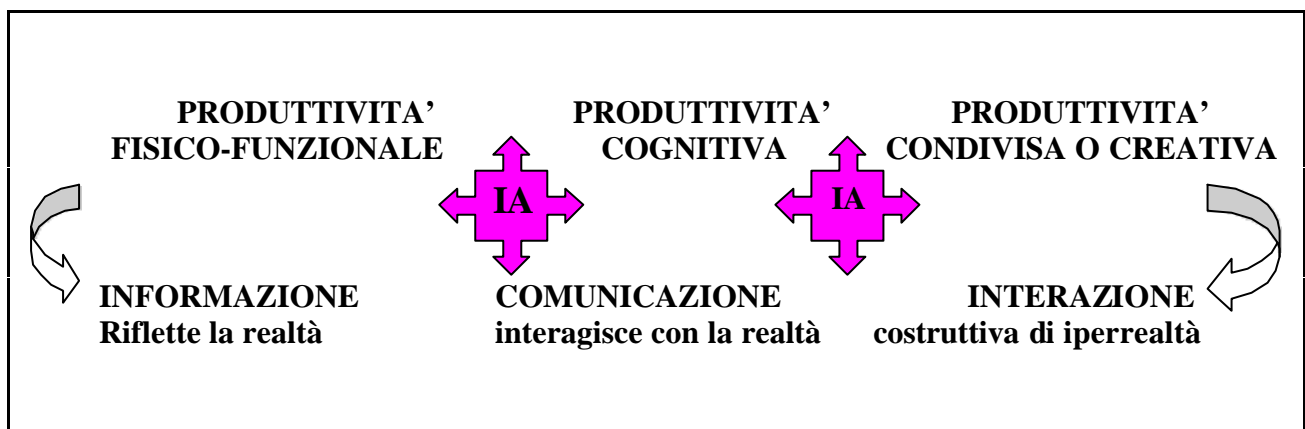 PRODUTTIVITA’ PRODUTTIVITA’ PRODUTTIVITA’
FISICO-FUNZIONALE COGNITIVA CONDIVISA O CREATIVA
IA IA
INFORMAZIONE COMUNICAZIONE INTERAZIONE
Riflette la realtà interagisce con la realtà costruttiva di iperrealtà